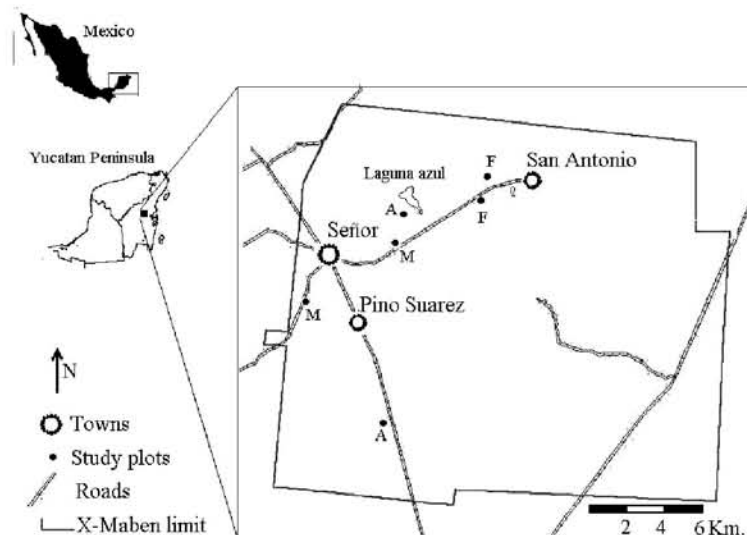 Mexico
Yucatan Peninsula
Laguna azul
F
San Antonio
A
F
Señor
M
M
Pino Suarez
A
N
Towns
Study plots
Roads
X-Maben limit
2 4 6 Km.